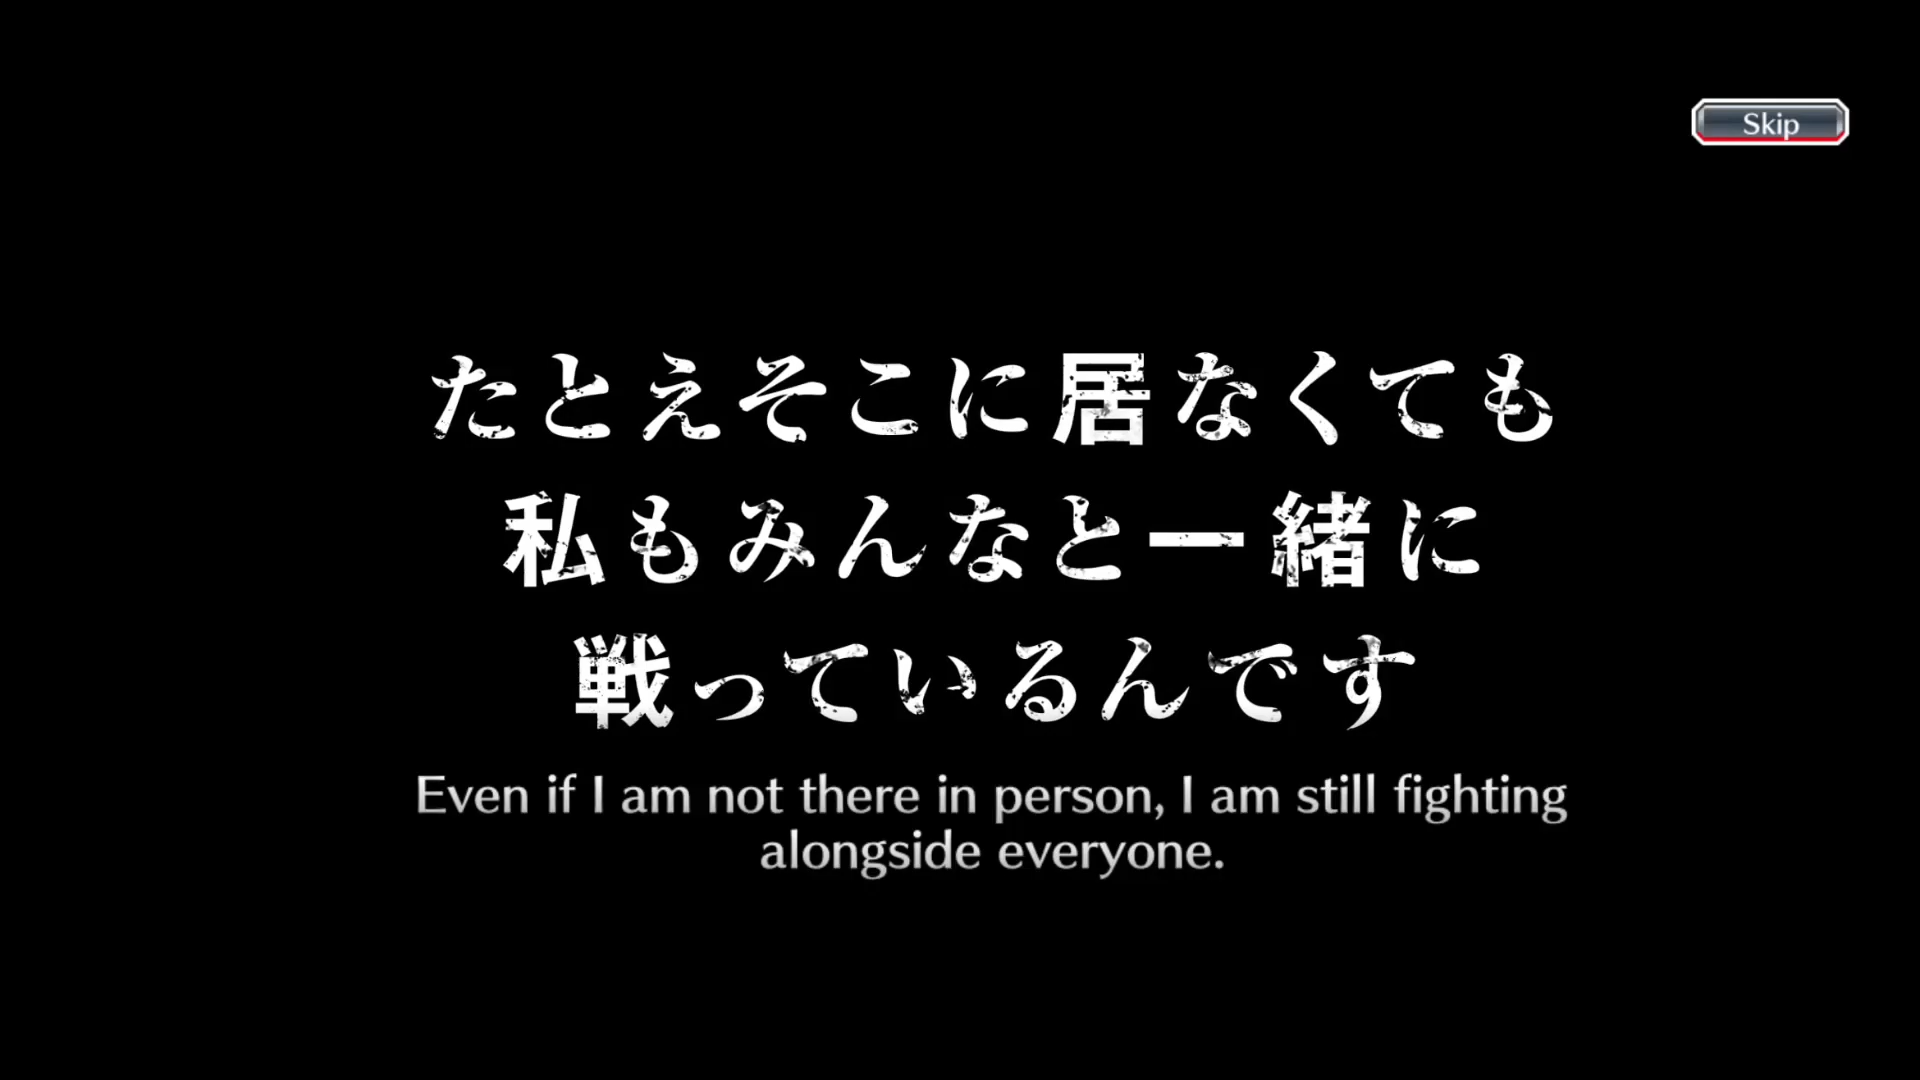 Skip
たとえそこに居なくても
私もみんなと一緒に
戦っているんです
Even if I am not there in person, I am still fighting
alongside everyone.